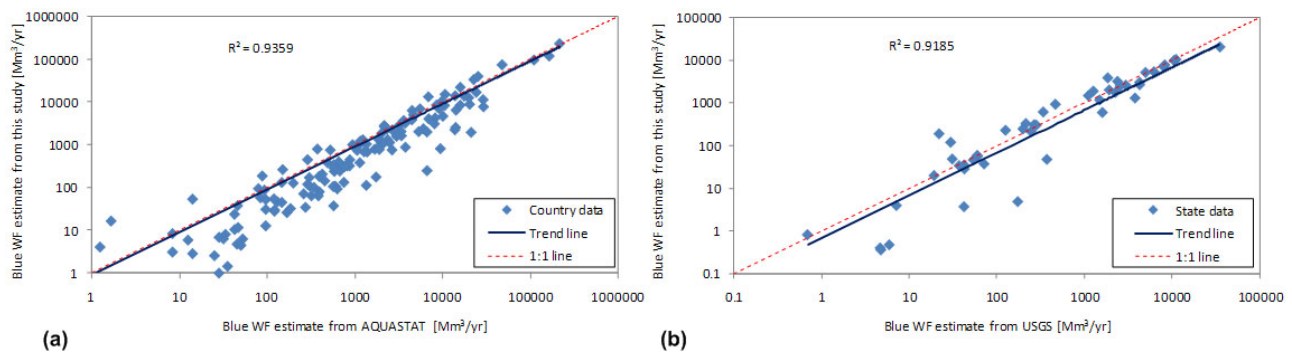 (a)
Blue WF estimate from this study [Mm³/yr]
1000000
100000
10000
1000
100
10
1
R² = 0.9359
Country data
Trend line
1:1 line
1 10 100 1000 10000 100000 1000000
Blue WF estimate from AQUASTAT [Mm³/yr]
(b)
Blue WF estimate from this study [Mm³/yr]
100000
10000
1000
100
10
1
0.1
R² = 0.9185
State data
Trend line
1:1 line
0.1 1 10 100 1000 10000 100000
Blue WF estimate from USGS [Mm³/yr]